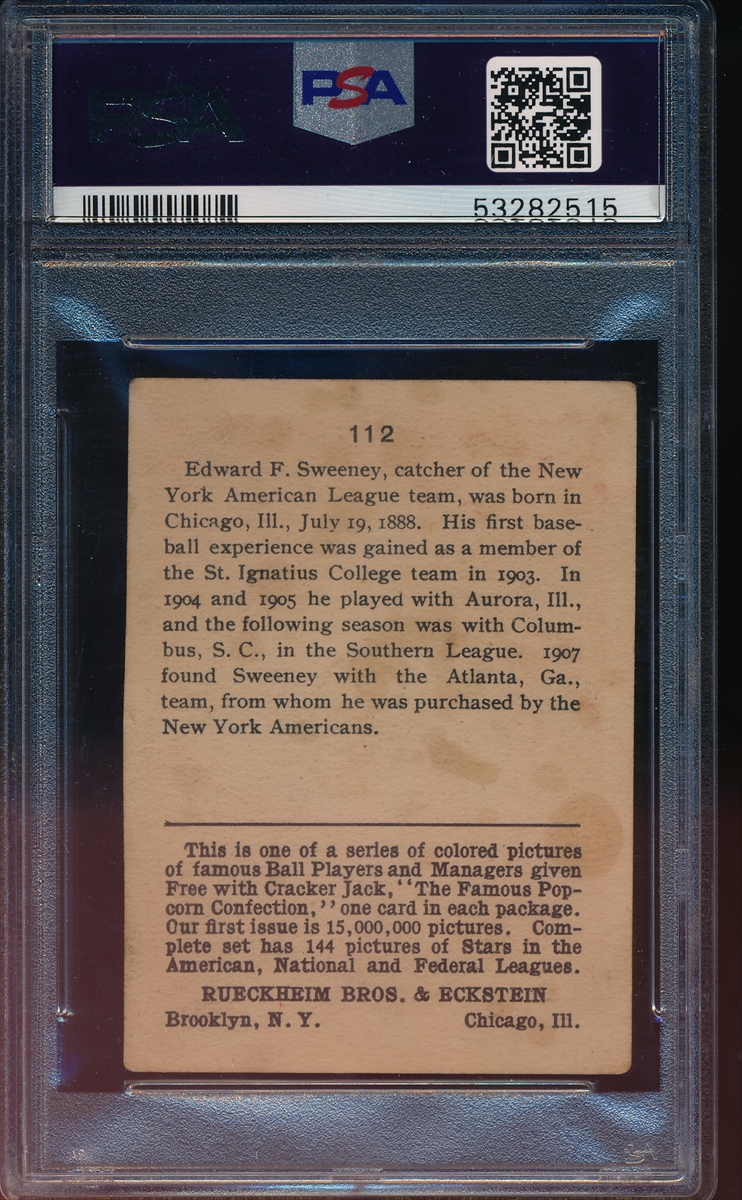 PSA
PSA
53282515
112
Edward F. Sweeney, catcher of the New
York American League team, was born in
Chicago, Ill., July 19, 1888. His first base-
ball experience was gained as a member of
the St. Ignatius College team in 1903. In
1904 and 1905 he played with Aurora, Ill.,
and the following season was with Colum-
bus, S. C., in the Southern League. 1907
found Sweeney with the Atlanta, Ga.,
team, from whom he was purchased by the
New York Americans.
This is one of a series of colored pictures
of famous Ball Players and Managers given
Free with Cracker Jack, "The Famous Pop-
corn Confection," one card in each package.
Our first issue is 15,000,000 pictures. Com-
plete set has 144 pictures of Stars in the
American, National and Federal Leagues.
RUECKHEIM BROS. & ECKSTEIN
Brooklyn, N. Y. Chicago, Ill.